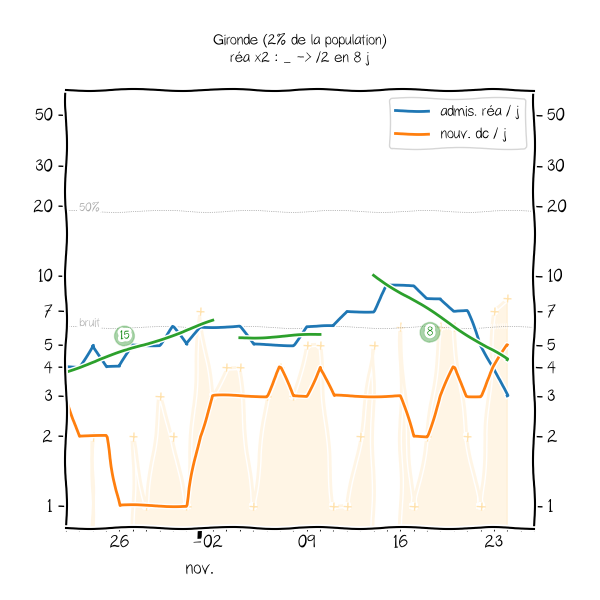 Gironde (2% de la population)
réa x2 : _ -> /2 en 8 j
admis. réa / j
nouv. dc / j
50 50
30 30
20 20
50%
10 10
7 7
bruit
15
8
5 5
4 4
3 3
2 2
1 1
26 -02 09 16 23
nov.